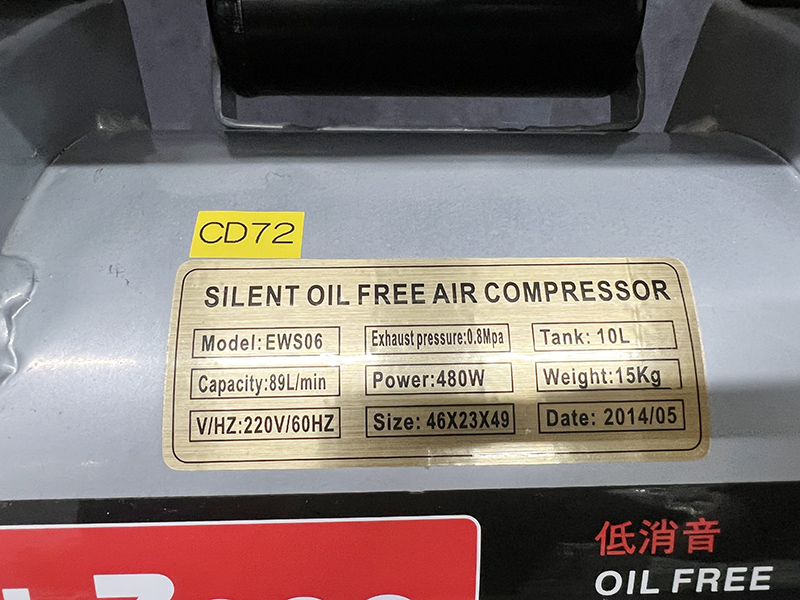 CD72
SILENT OIL FREE AIR COMPRESSOR
Model:EWS06 Exhaust pressure:0.8Mpa Tank: 10L
Capacity:89L/min Power:480W Weight:15Kg
V/HZ:220V/60HZ Size: 46X23X49 Date: 2014/05
低消音
OIL FREE